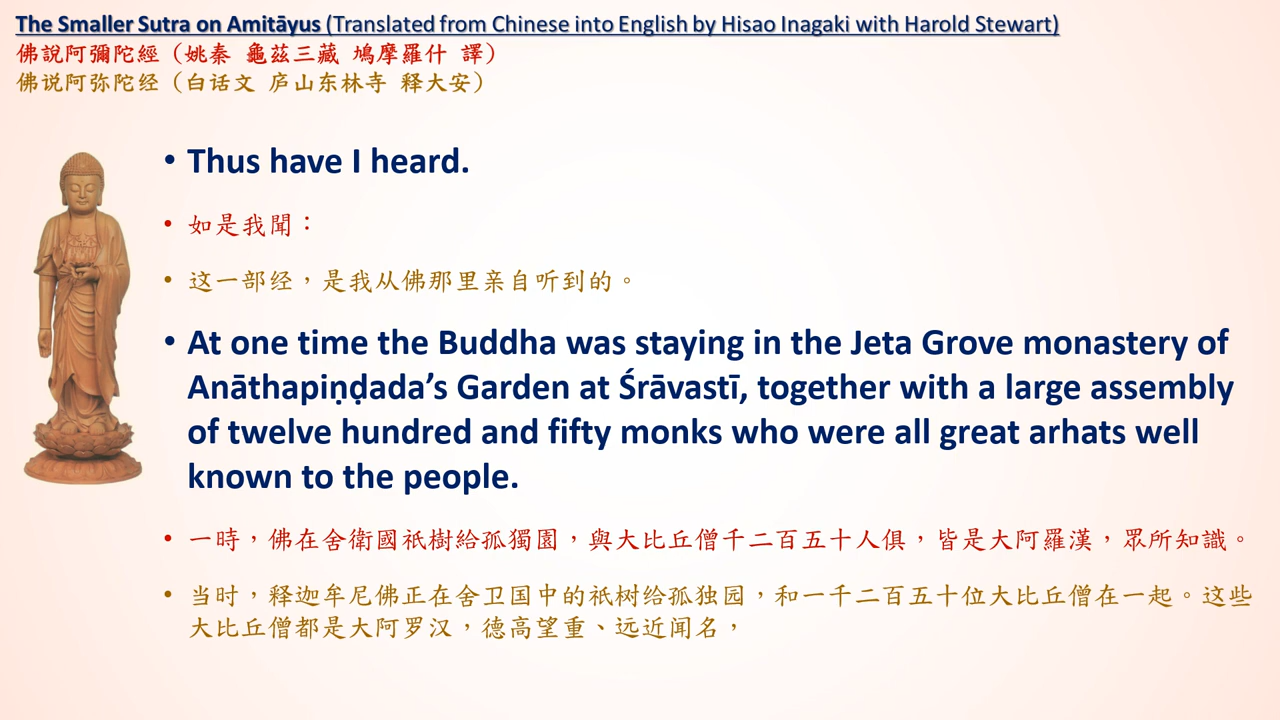 The Smaller Sutra on Amitāyus (Translated from Chinese into English by Hisao Inagaki with Harold Stewart)
佛說阿彌陀經（姚秦 龜茲三藏 鳩摩羅什 譯）
佛说阿弥陀经（白话文 庐山东林寺 释大安）
• Thus have I heard.
• 如是我聞：
• 这一部经，是我从佛那里亲自听到的。
• At one time the Buddha was staying in the Jeta Grove monastery of
Anāthapiṇḍada’s Garden at Śrāvastī, together with a large assembly
of twelve hundred and fifty monks who were all great arhats well
known to the people.
• 一時，佛在舍衛國祇樹給孤獨園，與大比丘僧千二百五十人俱，皆是大阿羅漢，眾所知識。
• 当时，释迦牟尼佛正在舍卫国中的祇树给孤独园，和一千二百五十位大比丘僧在一起。这些
大比丘僧都是大阿罗汉，德高望重、远近闻名，